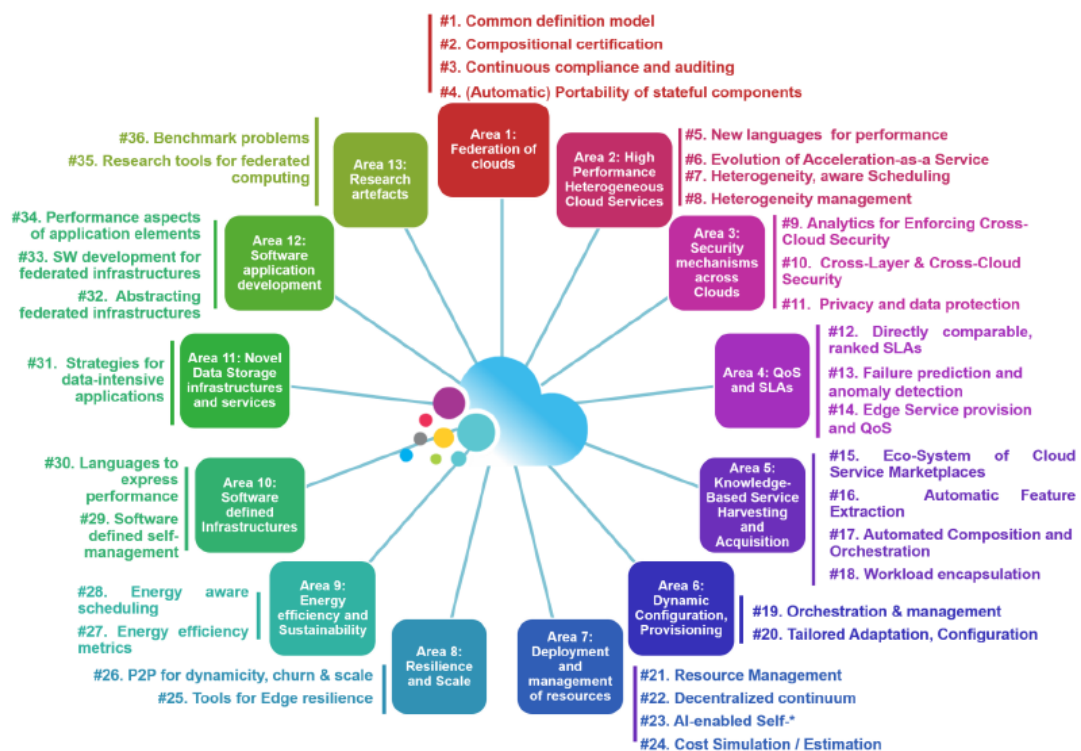 #1. Common definition model
#2. Compositional certification
#3. Continuous compliance and auditing
#4. (Automatic) Portability of stateful components
Area 1:
Federation of
clouds
Area 2: High
Performance
Heterogeneous
Cloud Services
#5. New languages for performance
#6. Evolution of Acceleration-as-a Service
#7. Heterogeneity, aware Scheduling
#8. Heterogeneity management
Area 3:
Security
mechanisms
across
Clouds
#9. Analytics for Enforcing Cross-
Cloud Security
#10. Cross-Layer & Cross-Cloud
Security
#11. Privacy and data protection
Area 4: QoS
and SLAs
#12. Directly comparable,
ranked SLAs
#13. Failure prediction and
anomaly detection
#14. Edge Service provision
and QoS
Area 5:
Knowledge-
Based Service
Harvesting
and
Acquisition
#15. Eco-System of Cloud
Service Marketplaces
#16. Automatic Feature
Extraction
#17. Automated Composition and
Orchestration
#18. Workload encapsulation
Area 6:
Dynamic
Configuration,
Provisioning
#19. Orchestration & management
#20. Tailored Adaptation, Configuration
Area 7:
Deployment
and
management
of resources
#21. Resource Management
#22. Decentralized continuum
#23. AI-enabled Self-*
#24. Cost Simulation / Estimation
Area 8:
Resilience
and Scale
#26. P2P for dynamicity, churn & scale
#25. Tools for Edge resilience
Area 9:
Energy
efficiency and
Sustainability
#28. Energy aware
scheduling
#27. Energy efficiency
metrics
Area 10:
Software
defined
Infrastructures
#30. Languages to
express
performance
#29. Software
defined self-
management
Area 11: Novel
Data Storage
infrastructures
and services
#31. Strategies for
data-intensive
applications
Area 12:
Software
application
development
#34. Performance aspects
of application elements
#33. SW development for
federated infrastructures
#32. Abstracting
federated infrastructures
Area 13:
Research
artefacts
#36. Benchmark problems
#35. Research tools for federated
computing